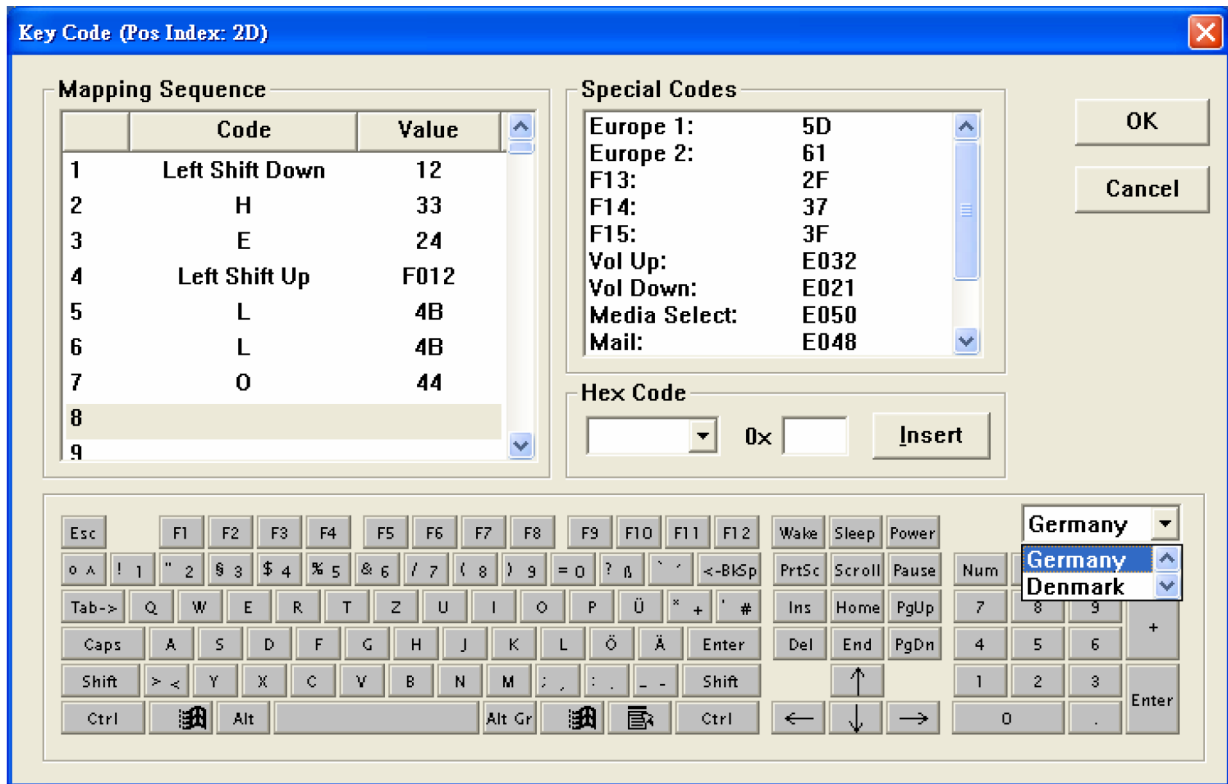 Key Code (Pos Index: 2D)
Mapping Sequence
Code Value
1 Left Shift Down 12
2 H 33
3 E 24
4 Left Shift Up F012
5 L 4B
6 L 4B
7 O 44
8
9
Special Codes
Europe 1: 5D
Europe 2: 61
F13: 2F
F14: 37
F15: 3F
Vol Up: E032
Vol Down: E021
Media Select: E050
Mail: E048
OK
Cancel
Hex Code
0x
Insert
Germany
Germany
Denmark
Esc F1 F2 F3 F4 F5 F6 F7 F8 F9 F10 F11 F12 Wake Sleep Power
o ^ ! 1 " 2 § 3 $ 4 % 5 & 6 / 7 ( 8 ) 9 = 0 ? ß ` ´ <-BkSp PrtSc Scroll Pause Num
Tab-> Q W E R T Z U I O P Ü * + ' # Ins Home PgUp 7 8 9 +
Caps A S D F G H J K L Ö Ä Enter Del End PgDn 4 5 6
Shift > < Y X C V B N M ; , : . _ - Shift ↑ 1 2 3 Enter
Ctrl Alt Alt Gr Ctrl ← ↓ → 0 .